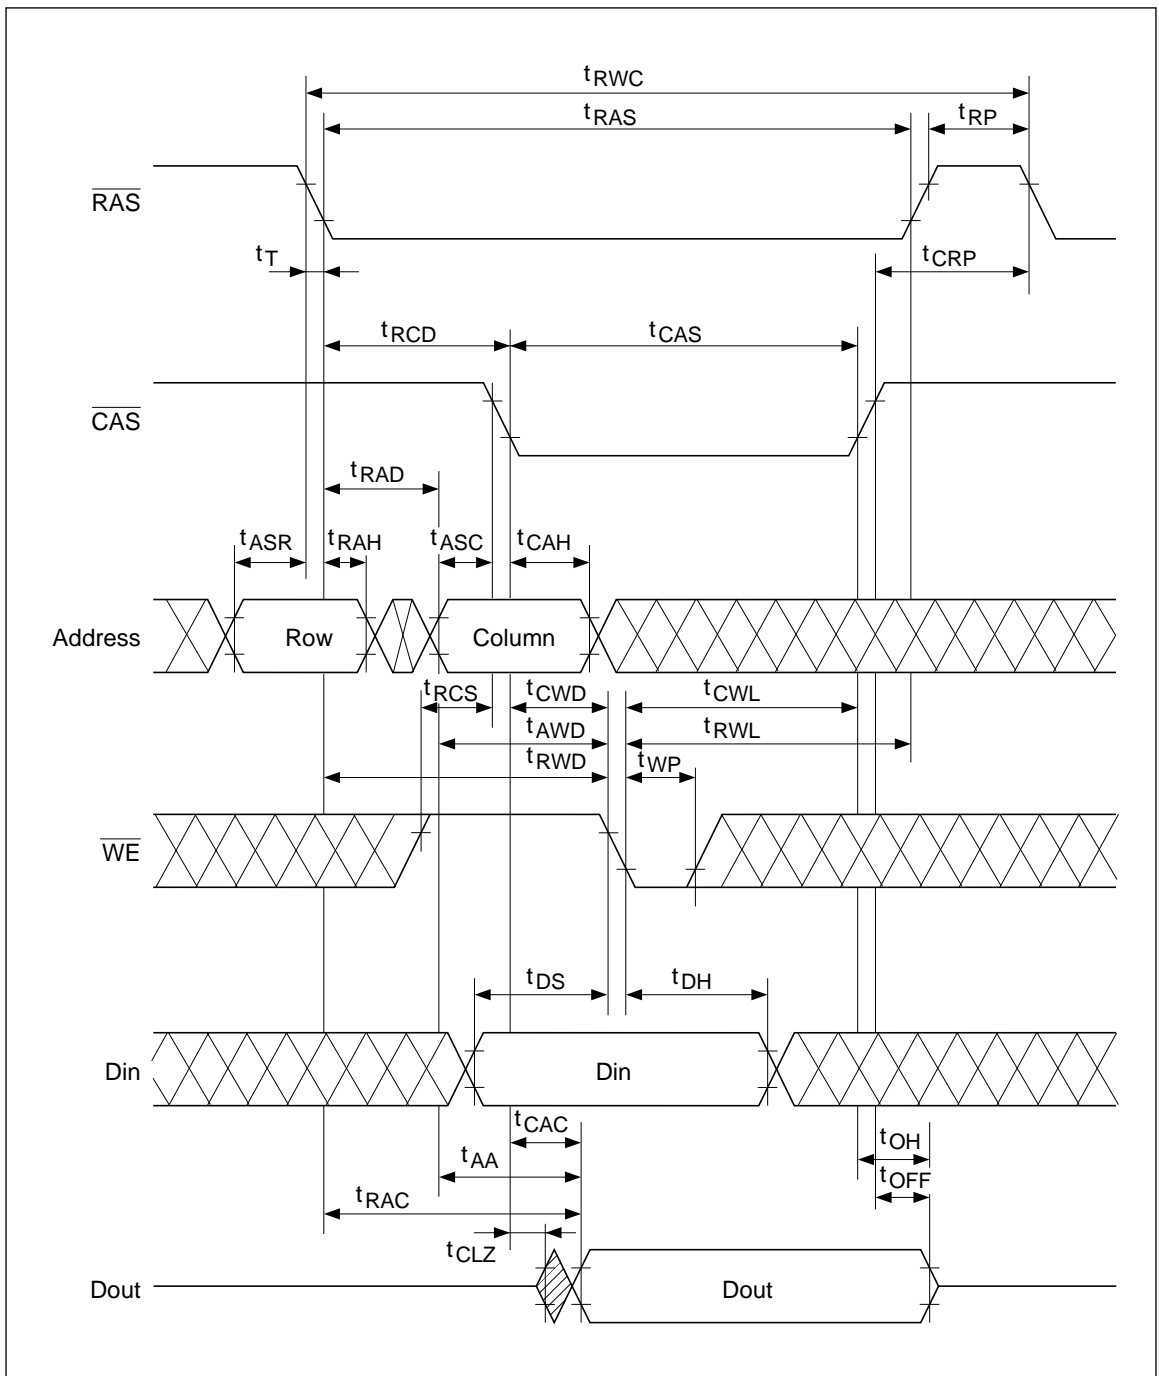 tRWC
tRAS
tRP
RAS
tT
tCRP
tRCD
tCAS
CAS
tRAD
tASR
tRAH
tASC
tCAH
Address
Row
Column
tRCS
tCWD
tCWL
tAWD
tRWL
tRWD
tWP
WE
tDS
tDH
Din
Din
tCAC
tOH
tAA
tOFF
tRAC
tCLZ
Dout
Dout